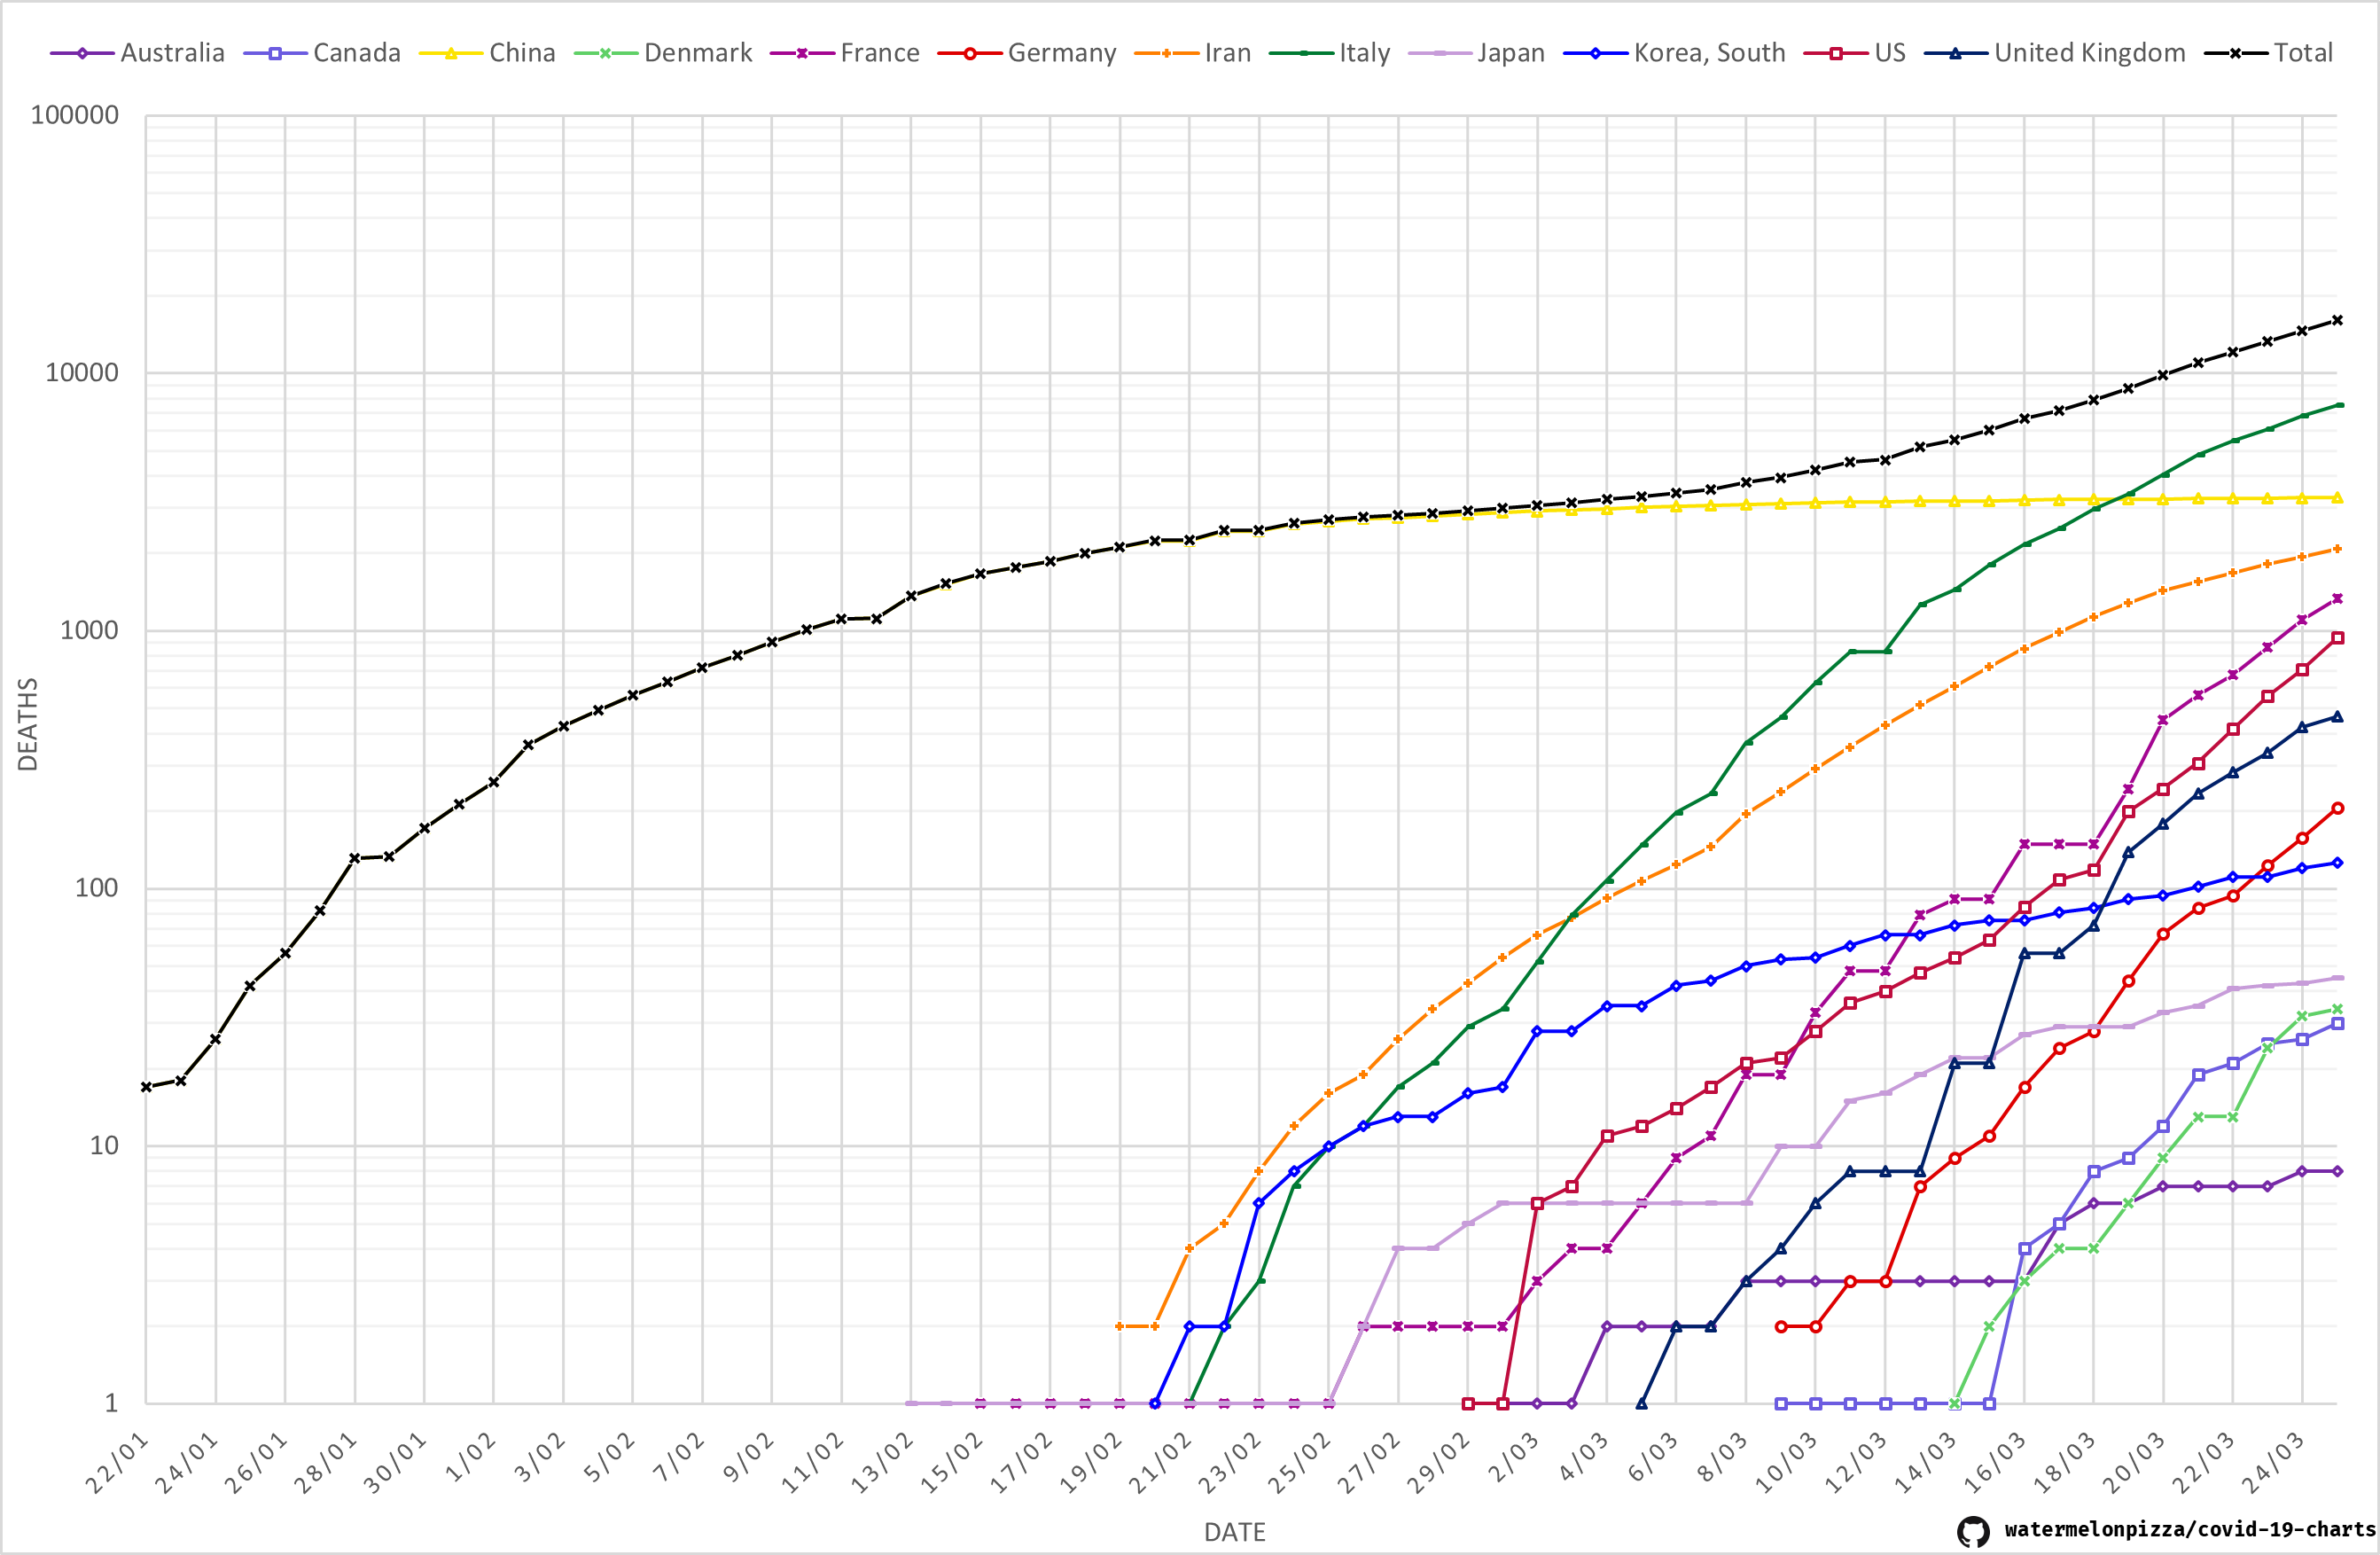 Australia Canada China Denmark France Germany Iran Italy Japan Korea, South US United Kingdom Total
100000
10000
1000
100
10
1
DEATHS
22/01 24/01 26/01 28/01 30/01 1/02 3/02 5/02 7/02 9/02 11/02 13/02 15/02 17/02 19/02 21/02 23/02 25/02 27/02 29/02 2/03 4/03 6/03 8/03 10/03 12/03 14/03 16/03 18/03 20/03 22/03 24/03
DATE
watermelonpizza/covid-19-charts